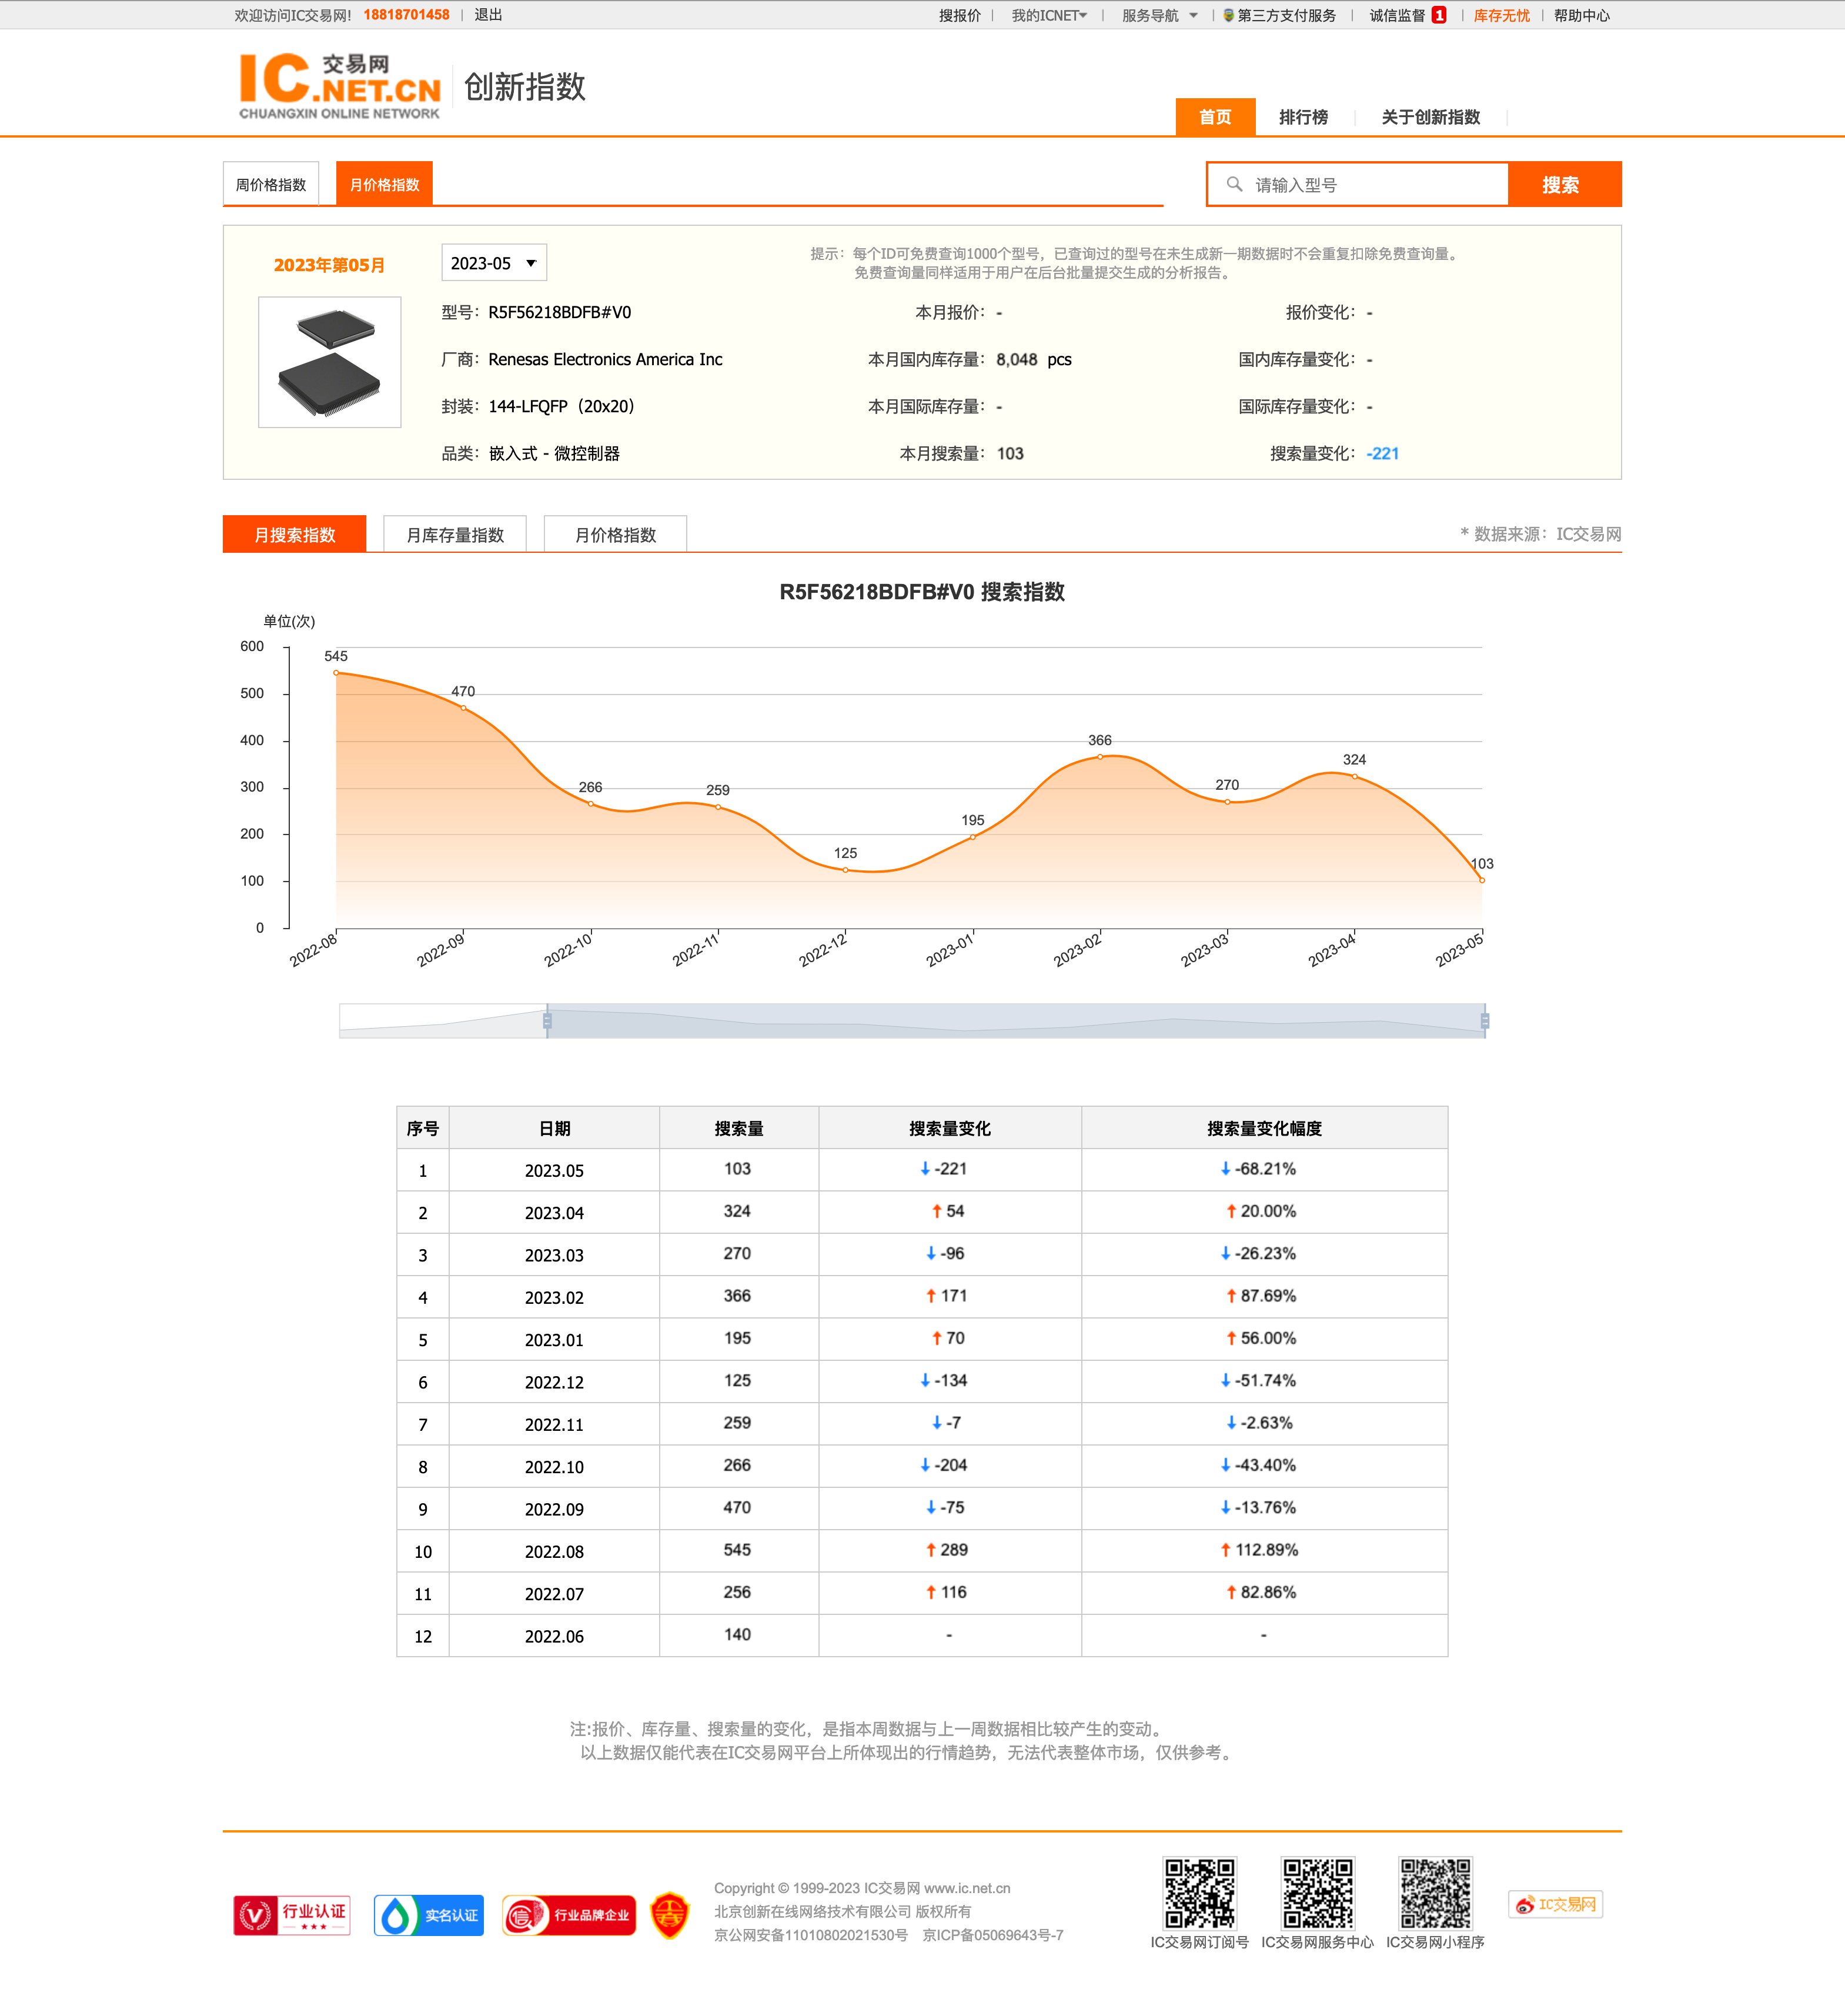 欢迎访问IC交易网! 18818701458 | 退出
搜报价 | 我的ICNET | 服务导航 | 第三方支付服务 | 诚信监督 1 | 库存无忧 | 帮助中心
IC交易网
.NET.CN
CHUANGXIN ONLINE NETWORK
创新指数
首页 排行榜 关于创新指数
周价格指数 月价格指数 请输入型号 搜索
2023年第05月 2023-05
提示：每个ID可免费查询1000个型号，已查询过的型号在未生成新一期数据时不会重复扣除免费查询量。
免费查询量同样适用于用户在后台批量提交生成的分析报告。
型号：R5F56218BDFB#V0 本月报价：- 报价变化：-
厂商：Renesas Electronics America Inc 本月国内库存量：8,048 pcs 国内库存量变化：-
封装：144-LFQFP（20x20） 本月国际库存量：- 国际库存量变化：-
品类：嵌入式 - 微控制器 本月搜索量：103 搜索量变化：-221
月搜索指数 月库存量指数 月价格指数 * 数据来源：IC交易网
R5F56218BDFB#V0 搜索指数
单位(次)
600
500
400
300
200
100
0
545 470 266 259 125 195 366 270 324 103
2022-08 2022-09 2022-10 2022-11 2022-12 2023-01 2023-02 2023-03 2023-04 2023-05
序号 日期 搜索量 搜索量变化 搜索量变化幅度
1 2023.05 103 ↓ -221 ↓ -68.21%
2 2023.04 324 ↑ 54 ↑ 20.00%
3 2023.03 270 ↓ -96 ↓ -26.23%
4 2023.02 366 ↑ 171 ↑ 87.69%
5 2023.01 195 ↑ 70 ↑ 56.00%
6 2022.12 125 ↓ -134 ↓ -51.74%
7 2022.11 259 ↓ -7 ↓ -2.63%
8 2022.10 266 ↓ -204 ↓ -43.40%
9 2022.09 470 ↓ -75 ↓ -13.76%
10 2022.08 545 ↑ 289 ↑ 112.89%
11 2022.07 256 ↑ 116 ↑ 82.86%
12 2022.06 140 - -
注:报价、库存量、搜索量的变化，是指本周数据与上一周数据相比较产生的变动。
以上数据仅能代表在IC交易网平台上所体现出的行情趋势，无法代表整体市场，仅供参考。
行业认证
实名认证
信 行业品牌企业
Copyright © 1999-2023 IC交易网 www.ic.net.cn
北京创新在线网络技术有限公司 版权所有
京公网安备11010802021530号 京ICP备05069643号-7
IC交易网订阅号 IC交易网服务中心 IC交易网小程序
IC交易网